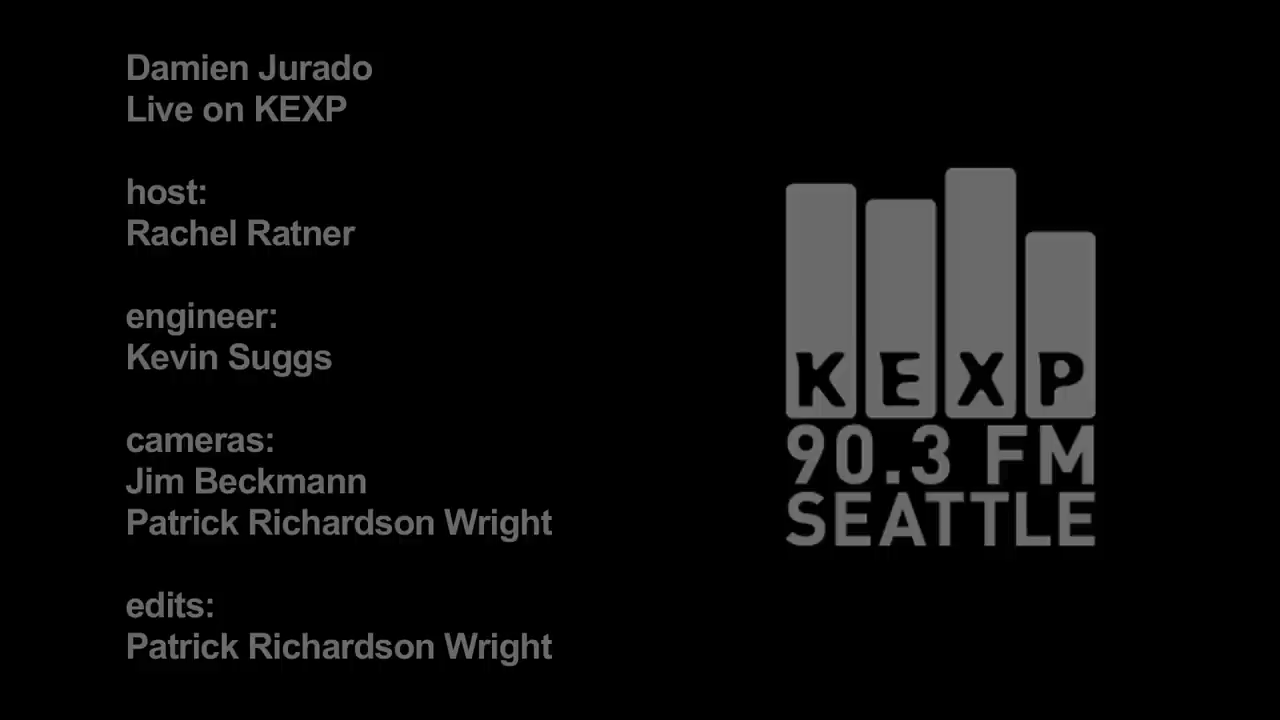 Damien Jurado
Live on KEXP
host:
Rachel Ratner
engineer:
Kevin Suggs
cameras:
Jim Beckmann
Patrick Richardson Wright
edits:
Patrick Richardson Wright
KEXP
90.3 FM
SEATTLE